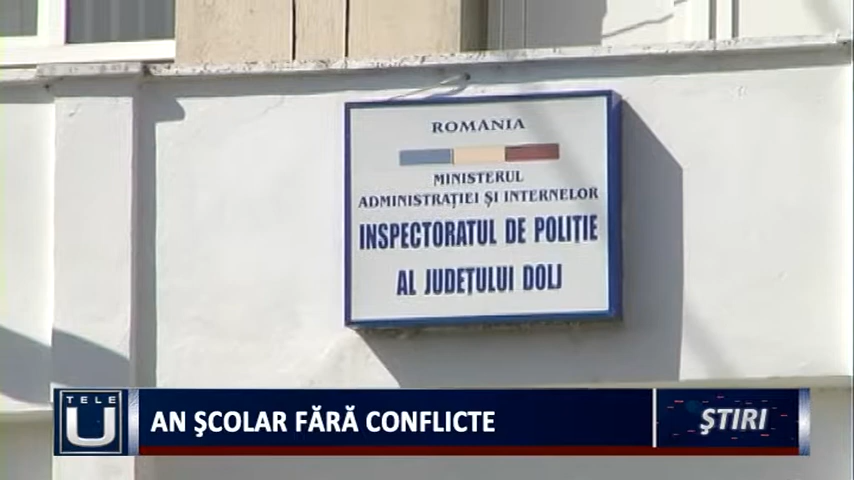 ROMANIA
MINISTERUL
ADMINISTRAŢIEI ŞI INTERNELOR
INSPECTORATUL DE POLIŢIE
AL JUDEŢULUI DOLJ
TELE
U
AN ŞCOLAR FĂRĂ CONFLICTE
ŞTIRI